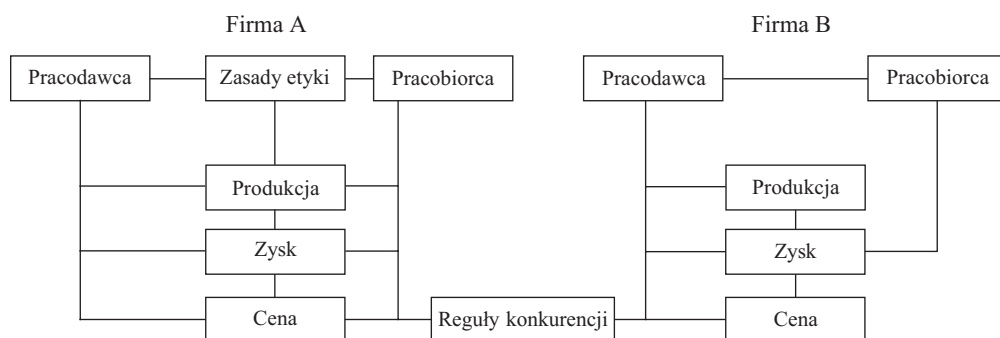 Firma A
Firma B
Pracodawca
Zasady etyki
Pracobiorca
Pracodawca
Pracobiorca
Produkcja
Produkcja
Zysk
Zysk
Cena
Reguły konkurencji
Cena